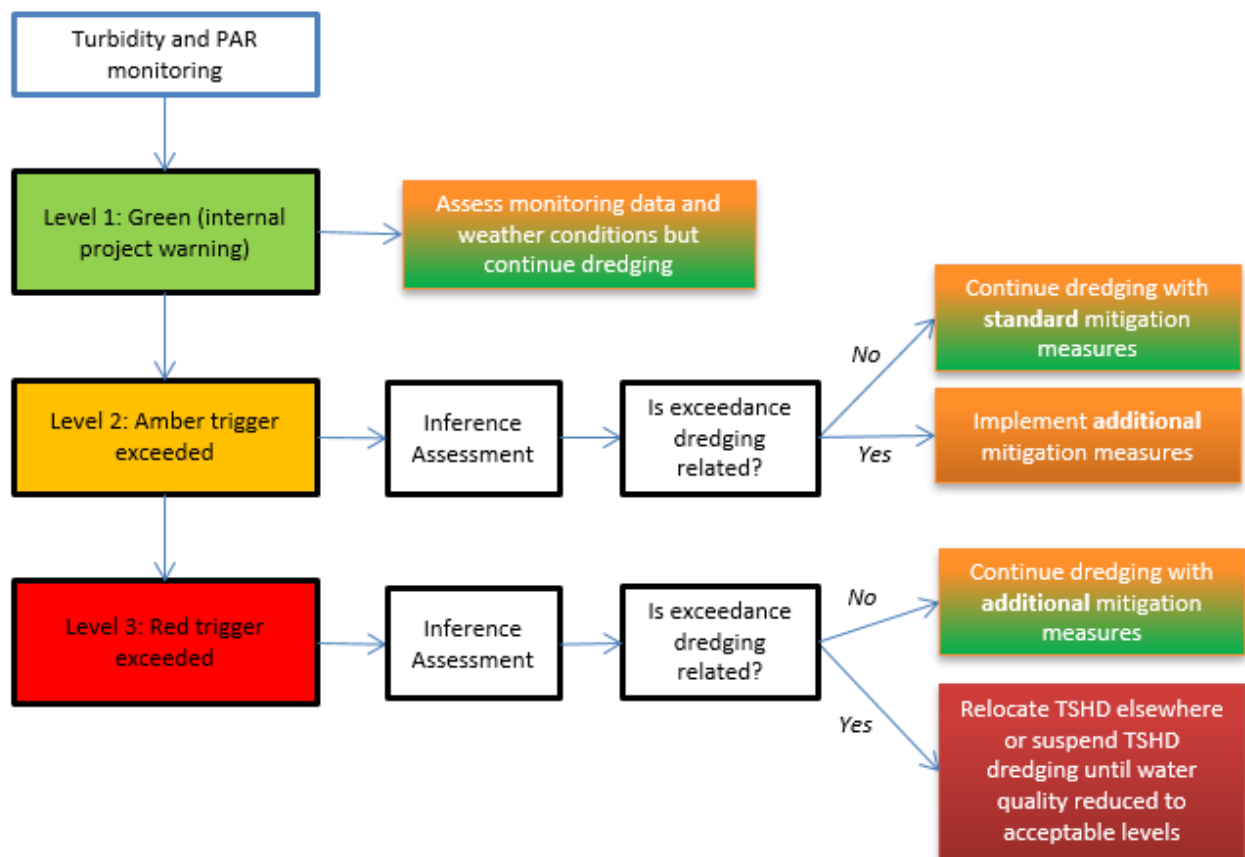 Turbidity and PAR
monitoring
Level 1: Green (internal
project warning)
Assess monitoring data and
weather conditions but
continue dredging
Level 2: Amber trigger
exceeded
Inference
Assessment
Is exceedance
dredging
related?
No
Yes
Continue dredging with
standard mitigation
measures
Implement additional
mitigation measures
Level 3: Red trigger
exceeded
Inference
Assessment
Is exceedance
dredging
related?
No
Yes
Continue dredging with
additional mitigation
measures
Relocate TSHD elsewhere
or suspend TSHD
dredging until water
quality reduced to
acceptable levels